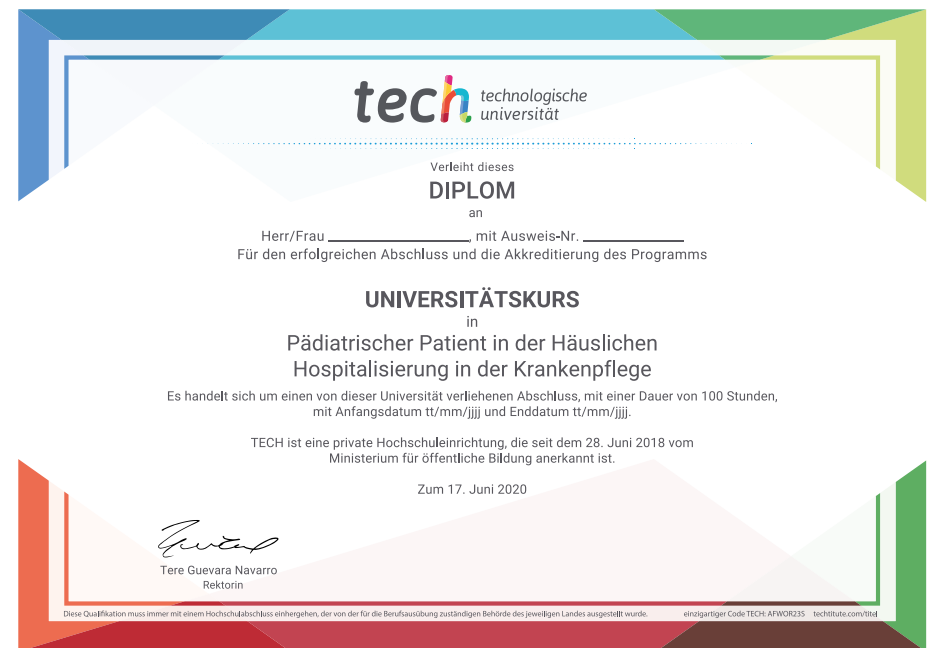 tech technologische
universität
Verleiht dieses
DIPLOM
an
Herr/Frau ____________, mit Ausweis-Nr. ____________
Für den erfolgreichen Abschluss und die Akkreditierung des Programms
UNIVERSITÄTSKURS
in
Pädiatrischer Patient in der Häuslichen
Hospitalisierung in der Krankenpflege
Es handelt sich um einen von dieser Universität verliehenen Abschluss, mit einer Dauer von 100 Stunden,
mit Anfangsdatum tt/mm/jjjj und Enddatum tt/mm/jjjj.
TECH ist eine private Hochschuleinrichtung, die seit dem 28. Juni 2018 vom
Ministerium für öffentliche Bildung anerkannt ist.
Zum 17. Juni 2020
Tere Guevara Navarro
Rektorin
Diese Qualifikation muss immer mit einem Hochschulabschluss einhergehen, der von der für die Berufsausübung zuständigen Behörde des jeweiligen Landes ausgestellt wurde. einzigartiger Code TECH: AFWOR23S techtitute.com/titel